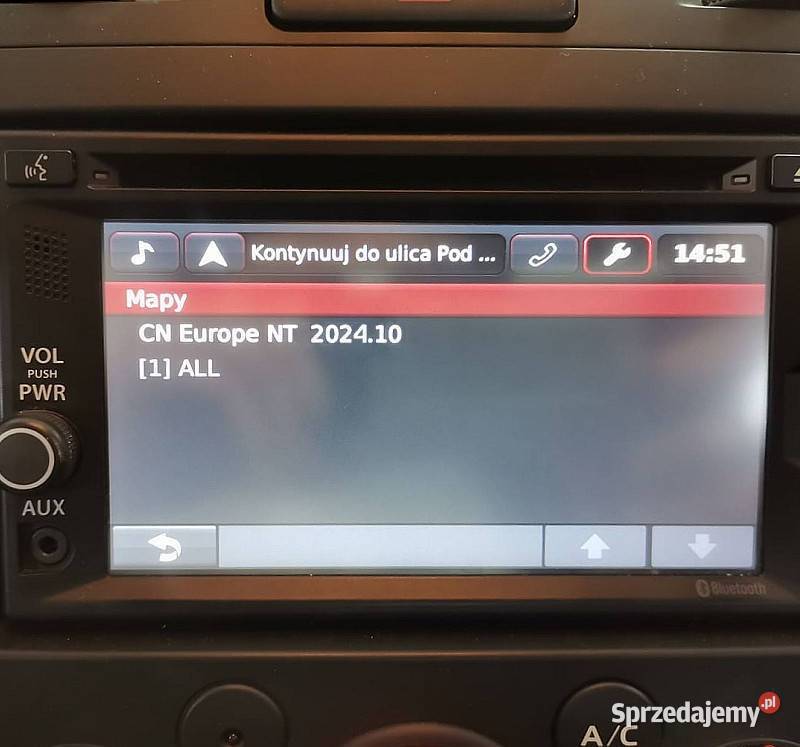 Kontynuuj do ulica Pod ...
14:51
Mapy
CN Europe NT 2024.10
[1] ALL
VOL
PUSH
PWR
AUX
Bluetooth
A/C
Sprzedajemy.pl